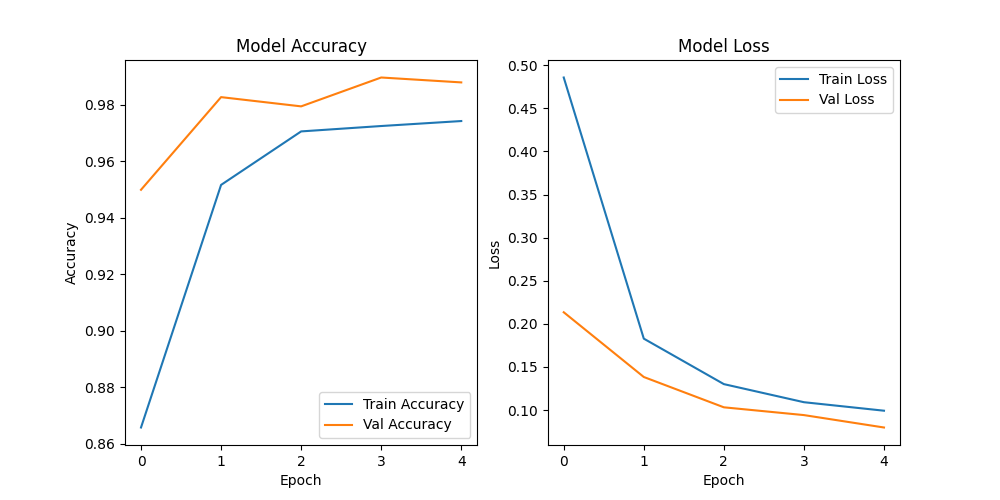 Model Accuracy
0.98
0.96
0.94
0.92
0.90
0.88
0.86
Accuracy
0
1
2
3
4
Epoch
Train Accuracy
Val Accuracy
Model Loss
0.50
0.45
0.40
0.35
0.30
0.25
0.20
0.15
0.10
Loss
0
1
2
3
4
Epoch
Train Loss
Val Loss